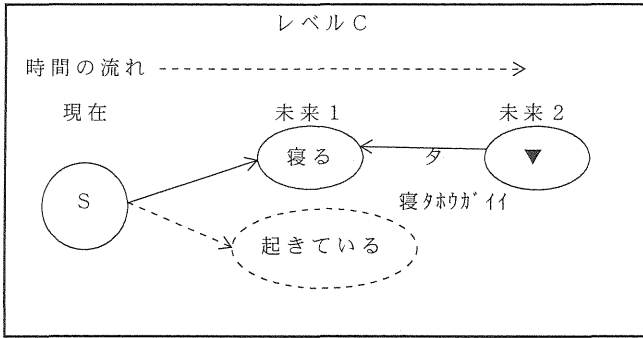 レベルC
時間の流れ
現在 未来1 未来2
寝る タ ▼
S
寝タホウガイイ
起きている